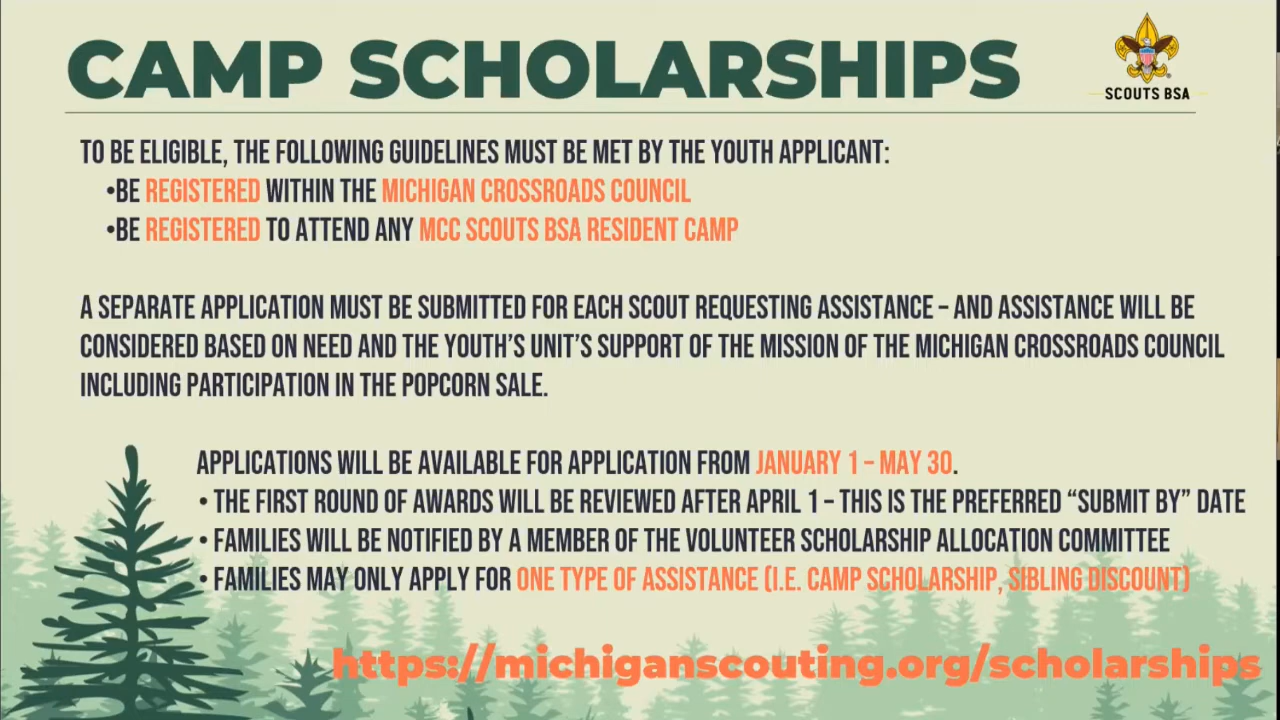 CAMP SCHOLARSHIPS
SCOUTS BSA
TO BE ELIGIBLE, THE FOLLOWING GUIDELINES MUST BE MET BY THE YOUTH APPLICANT:
•BE REGISTERED WITHIN THE MICHIGAN CROSSROADS COUNCIL
•BE REGISTERED TO ATTEND ANY MCC SCOUTS BSA RESIDENT CAMP
A SEPARATE APPLICATION MUST BE SUBMITTED FOR EACH SCOUT REQUESTING ASSISTANCE – AND ASSISTANCE WILL BE
CONSIDERED BASED ON NEED AND THE YOUTH’S UNIT’S SUPPORT OF THE MISSION OF THE MICHIGAN CROSSROADS COUNCIL
INCLUDING PARTICIPATION IN THE POPCORN SALE.
APPLICATIONS WILL BE AVAILABLE FOR APPLICATION FROM JANUARY 1 – MAY 30.
• THE FIRST ROUND OF AWARDS WILL BE REVIEWED AFTER APRIL 1 – THIS IS THE PREFERRED “SUBMIT BY” DATE
• FAMILIES WILL BE NOTIFIED BY A MEMBER OF THE VOLUNTEER SCHOLARSHIP ALLOCATION COMMITTEE
• FAMILIES MAY ONLY APPLY FOR ONE TYPE OF ASSISTANCE (I.E. CAMP SCHOLARSHIP, SIBLING DISCOUNT)
https://michiganscouting.org/scholarships